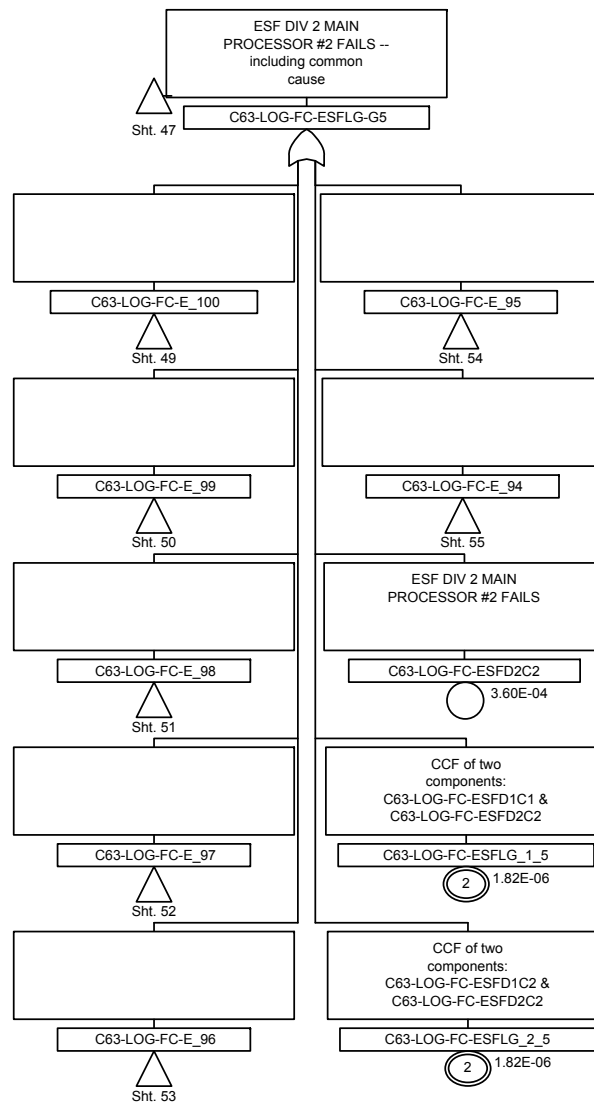 ESF DIV 2 MAIN
PROCESSOR #2 FAILS --
including common
cause
Sht. 47
C63-LOG-FC-ESFLG-G5
C63-LOG-FC-E_100
Sht. 49
C63-LOG-FC-E_95
Sht. 54
C63-LOG-FC-E_99
Sht. 50
C63-LOG-FC-E_94
Sht. 55
C63-LOG-FC-E_98
Sht. 51
ESF DIV 2 MAIN
PROCESSOR #2 FAILS
C63-LOG-FC-ESFD2C2
3.60E-04
C63-LOG-FC-E_97
Sht. 52
CCF of two
components:
C63-LOG-FC-ESFD1C1 &
C63-LOG-FC-ESFD2C2
C63-LOG-FC-ESFLG_1_5
2
1.82E-06
C63-LOG-FC-E_96
Sht. 53
CCF of two
components:
C63-LOG-FC-ESFD1C2 &
C63-LOG-FC-ESFD2C2
C63-LOG-FC-ESFLG_2_5
2
1.82E-06